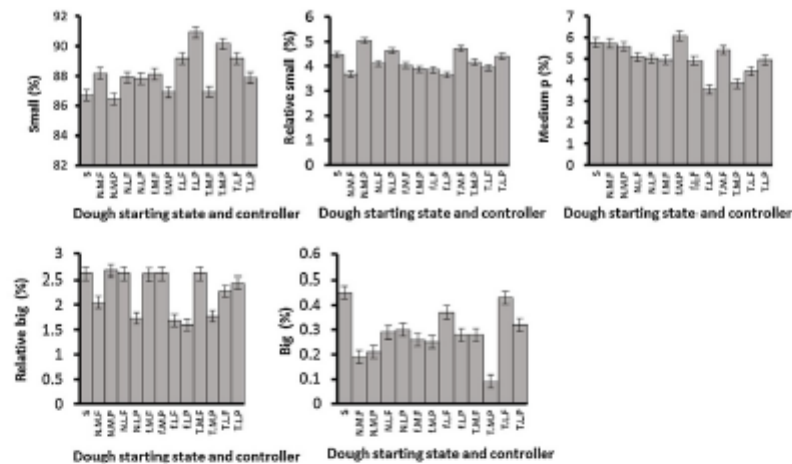 Small (%)
92
90
88
86
84
82
S N.M.F N.M.P N.L.F N.L.P f.M.F f.M.P f.L.F f.L.P T.M.F T.M.P T.L.F T.L.P
Dough starting state and controller
Relative small (%)
6
5
4
3
2
1
0
S N.M.F N.M.P N.L.F N.L.P f.M.F f.M.P f.L.F f.L.P T.M.F T.M.P T.L.F T.L.P
Dough starting state and controller
Medium p (%)
7
6
5
4
3
2
1
0
S N.M.F N.M.P N.L.F N.L.P f.M.F f.M.P f.L.F f.L.P T.M.F T.M.P T.L.F T.L.P
Dough starting state and controller
Relative big (%)
3
2.5
2
1.5
1
0.5
0
S N.M.F N.M.P N.L.F N.L.P f.M.F f.M.P f.L.F f.L.P T.M.F T.M.P T.L.F T.L.P
Dough starting state and controller
Big (%)
0.6
0.5
0.4
0.3
0.2
0.1
0
S N.M.F N.M.P N.L.F N.L.P f.M.F f.M.P f.L.F f.L.P T.M.F T.M.P T.L.F T.L.P
Dough starting state and controller